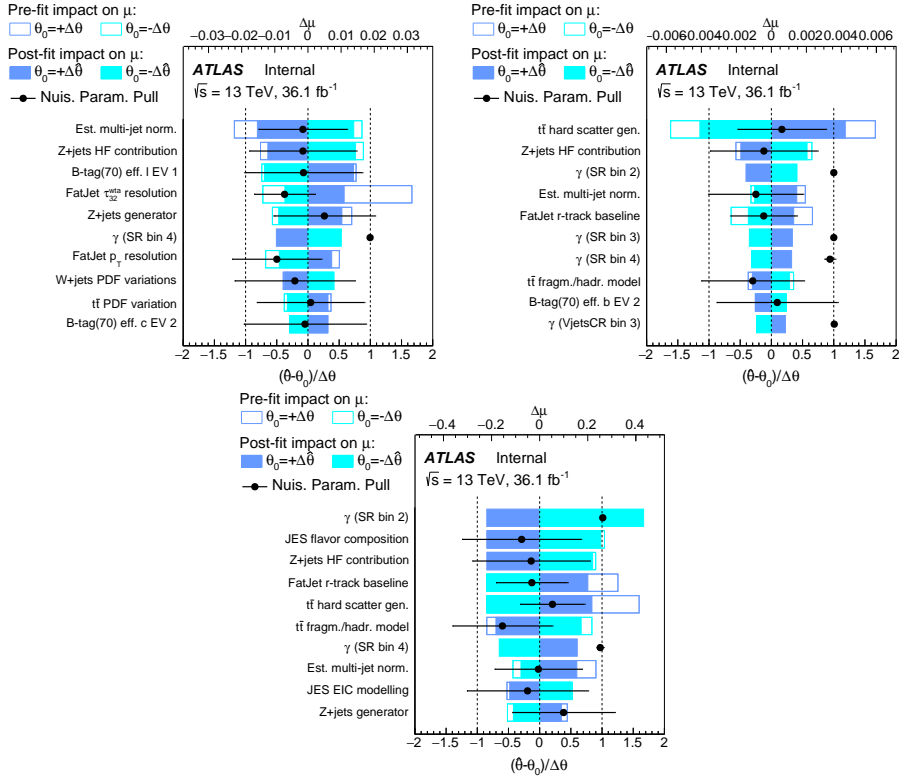 Pre-fit impact on μ:
θ₀=+Δθ θ₀=-Δθ
Post-fit impact on μ:
θ₀=+Δθ̂ θ₀=-Δθ̂
Nuis. Param. Pull
Δμ
−0.03 −0.02 −0.01 0 0.01 0.02 0.03
ATLAS Internal
√s = 13 TeV, 36.1 fb⁻¹
Est. multi-jet norm.
Z+jets HF contribution
B-tag(70) eff. l EV 1
FatJet τ₃₂^wta resolution
Z+jets generator
γ (SR bin 4)
FatJet p_T resolution
W+jets PDF variations
tt̄ PDF variation
B-tag(70) eff. c EV 2
−2 −1.5 −1 −0.5 0 0.5 1 1.5 2
(θ̂-θ₀)/Δθ
Pre-fit impact on μ:
θ₀=+Δθ θ₀=-Δθ
Post-fit impact on μ:
θ₀=+Δθ̂ θ₀=-Δθ̂
Nuis. Param. Pull
Δμ
−0.006 −0.004 −0.002 0 0.002 0.004 0.006
ATLAS Internal
√s = 13 TeV, 36.1 fb⁻¹
tt̄ hard scatter gen.
Z+jets HF contribution
γ (SR bin 2)
Est. multi-jet norm.
FatJet r-track baseline
γ (SR bin 3)
γ (SR bin 4)
tt̄ fragm./hadr. model
B-tag(70) eff. b EV 2
γ (VjetsCR bin 3)
−2 −1.5 −1 −0.5 0 0.5 1 1.5 2
(θ̂-θ₀)/Δθ
Pre-fit impact on μ:
θ₀=+Δθ θ₀=-Δθ
Post-fit impact on μ:
θ₀=+Δθ̂ θ₀=-Δθ̂
Nuis. Param. Pull
Δμ
−0.4 −0.2 0 0.2 0.4
ATLAS Internal
√s = 13 TeV, 36.1 fb⁻¹
γ (SR bin 2)
JES flavor composition
Z+jets HF contribution
FatJet r-track baseline
tt̄ hard scatter gen.
tt̄ fragm./hadr. model
γ (SR bin 4)
Est. multi-jet norm.
JES EIC modelling
Z+jets generator
−2 −1.5 −1 −0.5 0 0.5 1 1.5 2
(θ̂-θ₀)/Δθ